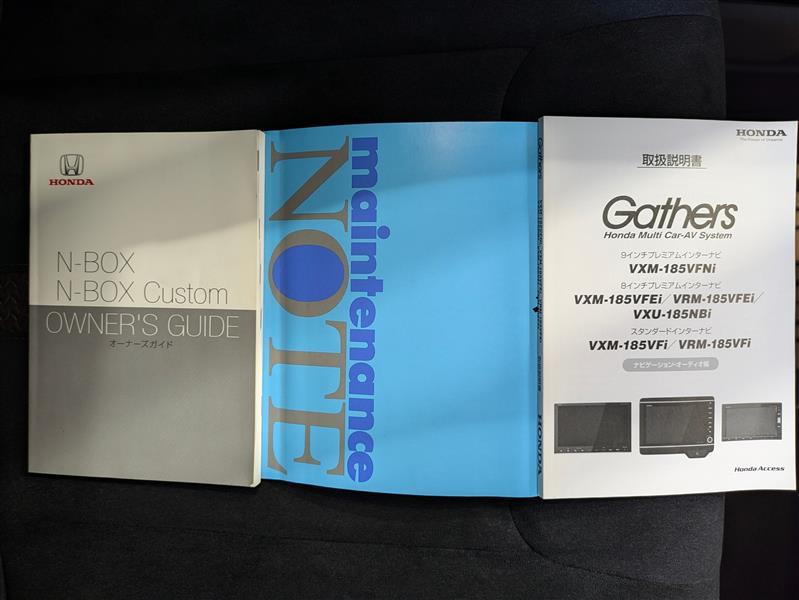 HONDA
N-BOX
N-BOX Custom
OWNER'S GUIDE
オーナーズガイド
maintenance
NOTE
Gathers
HONDA
HONDA
The Power of Dreams
取扱説明書
Gathers
Honda Multi Car-AV System
9インチプレミアムインターナビ
VXM-185VFNi
8インチプレミアムインターナビ
VXM-185VFEi/VRM-185VFEi/
VXU-185NBi
スタンダードインターナビ
VXM-185VFi/VRM-185VFi
ナビゲーション・オーディオ編
Honda Access